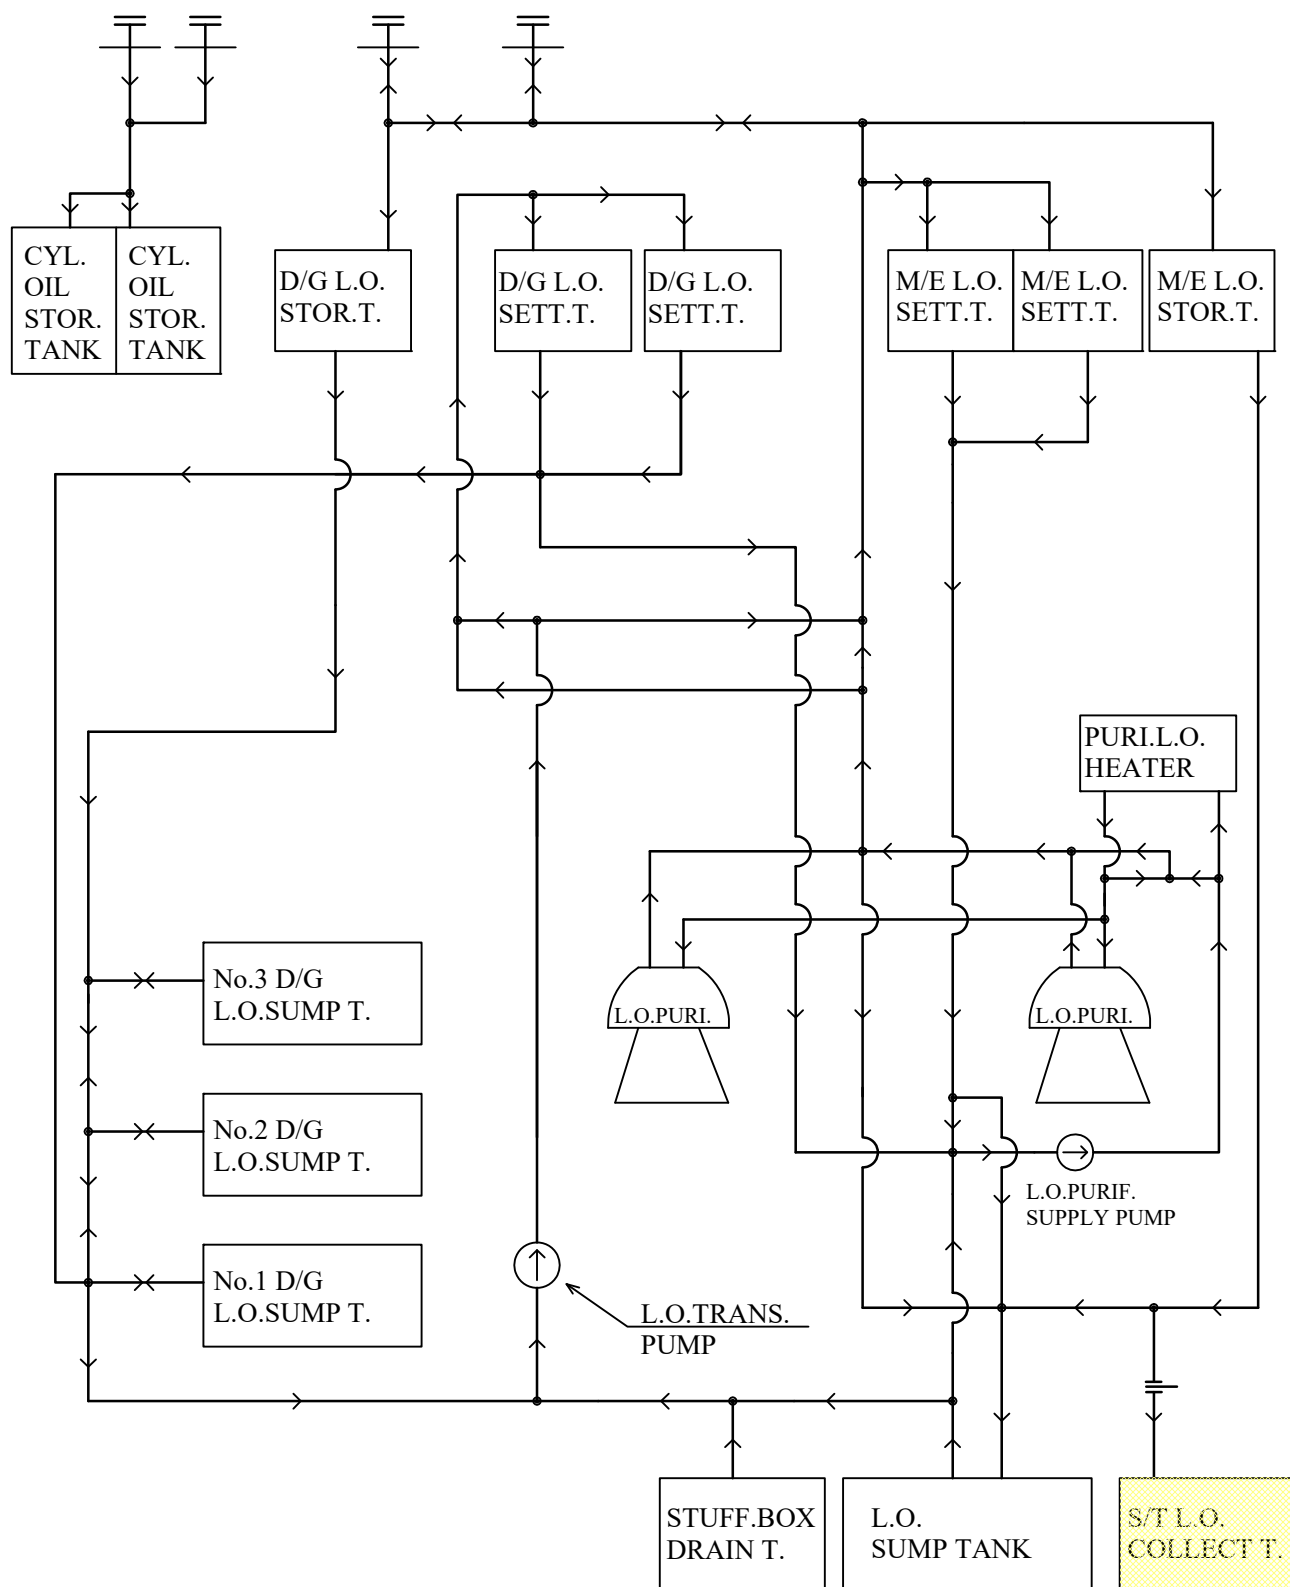 CYL.
OIL
STOR.
TANK
CYL.
OIL
STOR.
TANK
D/G L.O.
STOR.T.
D/G L.O.
SETT.T.
D/G L.O.
SETT.T.
M/E L.O.
SETT.T.
M/E L.O.
SETT.T.
M/E L.O.
STOR.T.
PURI.L.O.
HEATER
No.3 D/G
L.O.SUMP T.
L.O.PURI.
L.O.PURI.
No.2 D/G
L.O.SUMP T.
L.O.PURIF.
SUPPLY PUMP
No.1 D/G
L.O.SUMP T.
L.O.TRANS.
PUMP
STUFF.BOX
DRAIN T.
L.O.
SUMP TANK
S/T L.O.
COLLECT T.